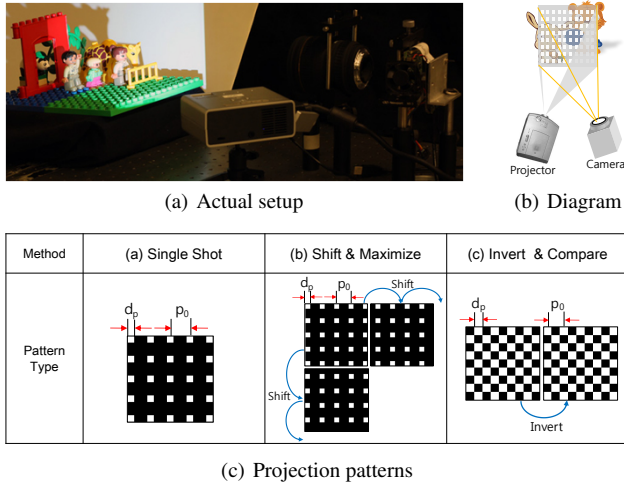 (a) Actual setup
Projector
Camera
(b) Diagram
Method
(a) Single Shot
(b) Shift & Maximize
(c) Invert & Compare
Pattern
Type
dp
p0
dp
p0
Shift
Shift
dp
p0
Invert
(c) Projection patterns